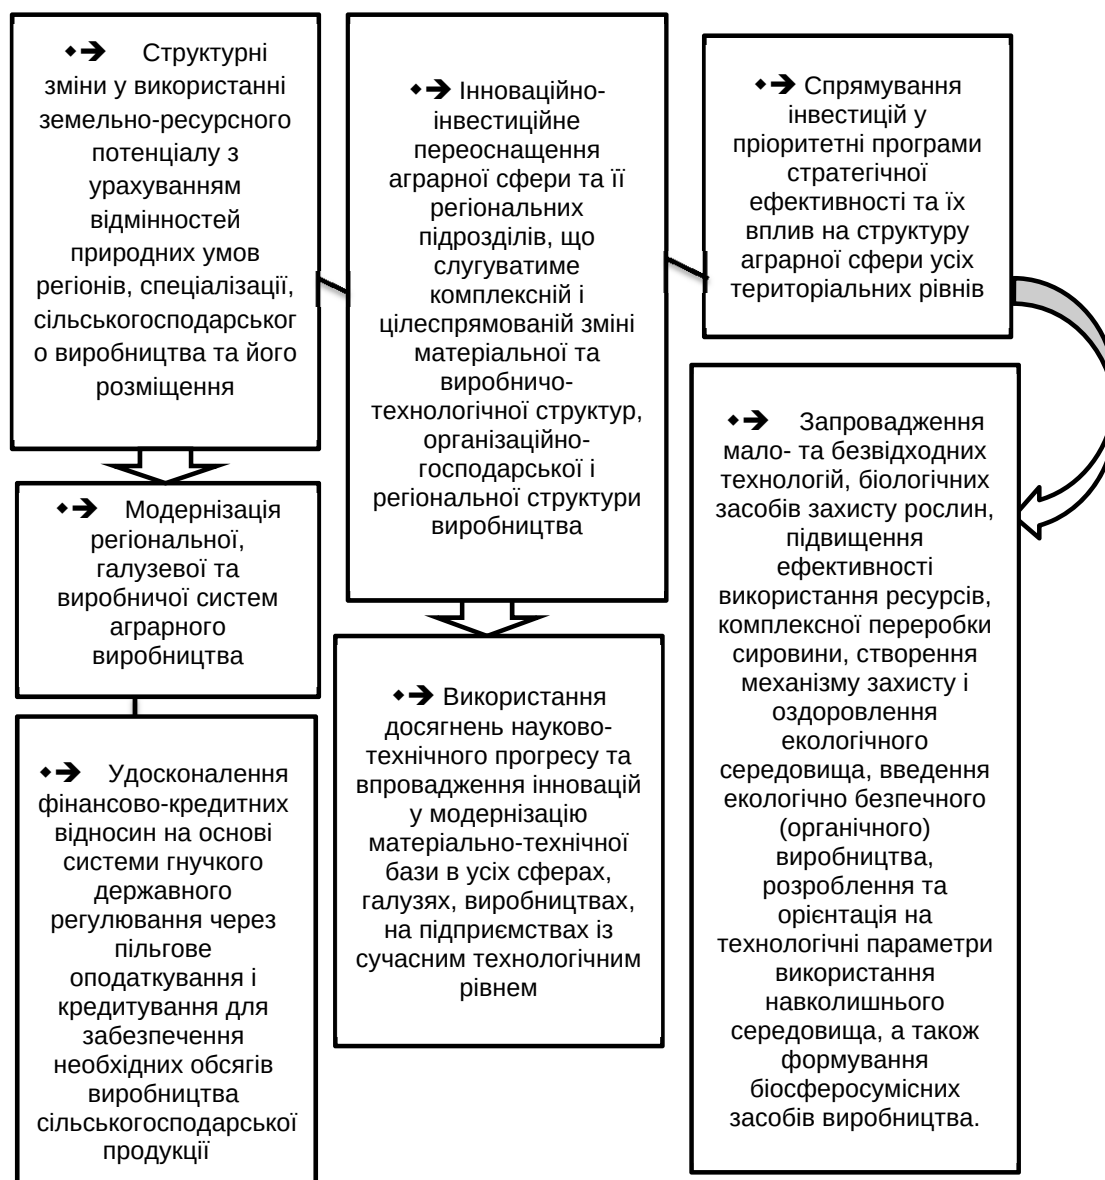 ◆➔ Структурні
зміни у використанні
земельно-ресурсного
потенціалу з
урахуванням
відмінностей
природних умов
регіонів, спеціалізації,
сільськогосподарськог
о виробництва та його
розміщення
◆➔ Інноваційно-
інвестиційне
переоснащення
аграрної сфери та її
регіональних
підрозділів, що
слугуватиме
комплексній і
цілеспрямованій зміні
матеріальної та
виробничо-
технологічної структур,
організаційно-
господарської і
регіональної структури
виробництва
◆➔ Спрямування
інвестицій у
пріоритетні програми
стратегічної
ефективності та їх
вплив на структуру
аграрної сфери усіх
територіальних рівнів
◆➔ Модернізація
регіональної,
галузевої та
виробничої систем
аграрного
виробництва
◆➔ Удосконалення
фінансово-кредитних
відносин на основі
системи гнучкого
державного
регулювання через
пільгове
оподаткування і
кредитування для
забезпечення
необхідних обсягів
виробництва
сільськогосподарської
продукції
◆➔ Використання
досягнень науково-
технічного прогресу та
впровадження інновацій
у модернізацію
матеріально-технічної
бази в усіх сферах,
галузях, виробництвах,
на підприємствах із
сучасним технологічним
рівнем
◆➔ Запровадження
мало- та безвідходних
технологій, біологічних
засобів захисту рослин,
підвищення
ефективності
використання ресурсів,
комплексної переробки
сировини, створення
механізму захисту і
оздоровлення
екологічного
середовища, введення
екологічно безпечного
(органічного)
виробництва,
розроблення та
орієнтація на
технологічні параметри
використання
навколишнього
середовища, а також
формування
біосферосумісних
засобів виробництва.